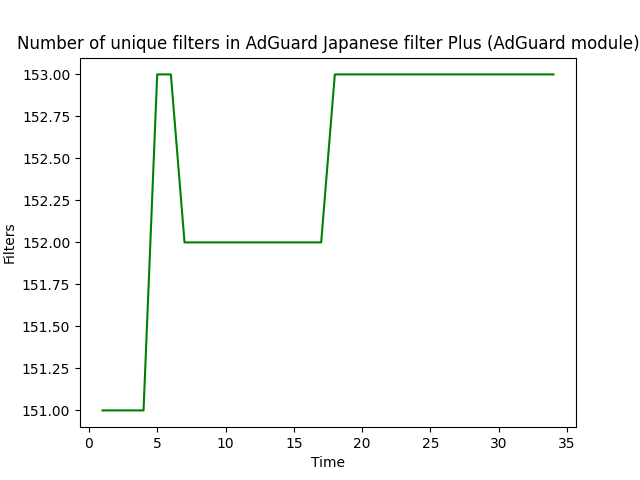 Number of unique filters in AdGuard Japanese filter Plus (AdGuard module)
153.00
152.75
152.50
152.25
152.00
151.75
151.50
151.25
151.00
Filters
0 5 10 15 20 25 30 35
Time